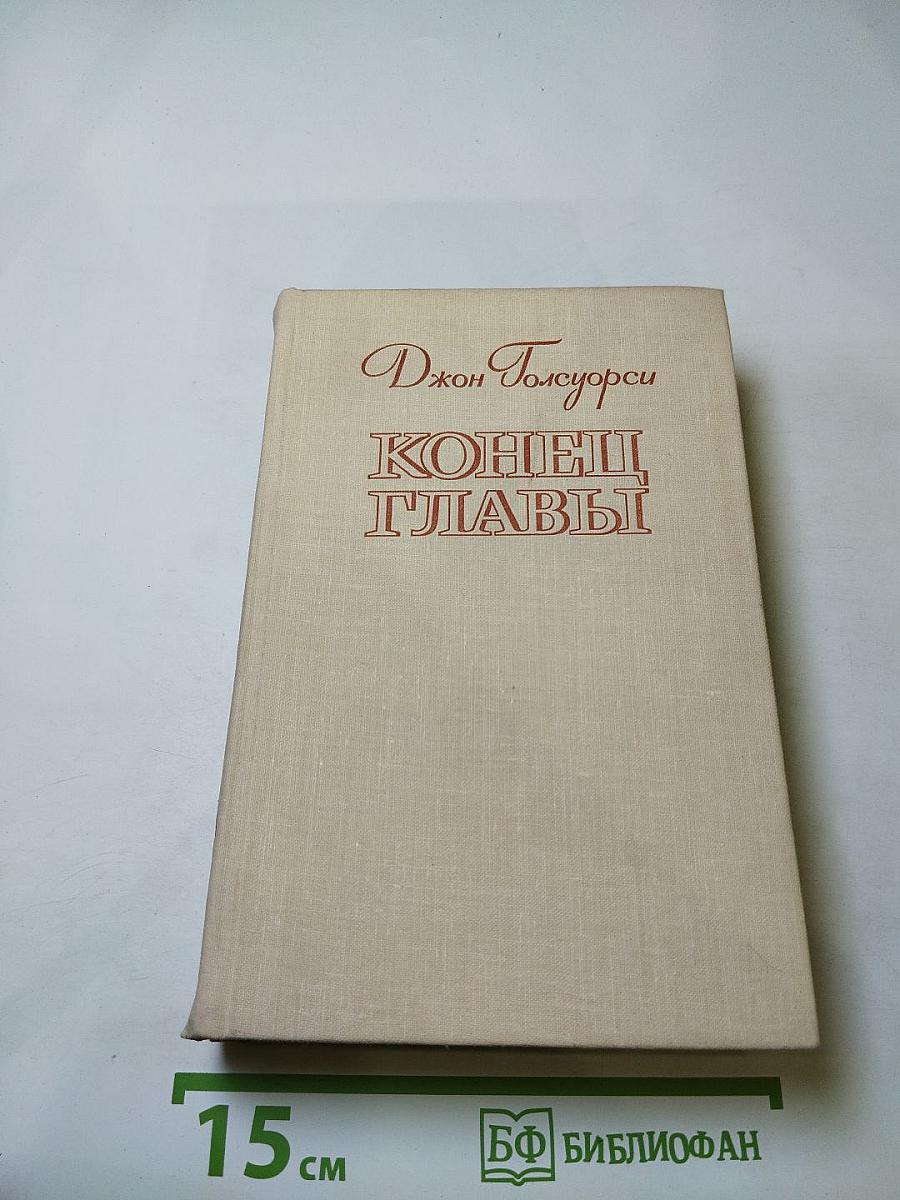 Джон Голсуорси
КОНЕЦ
ГЛАВЫ
15 см
БФ БИБЛИОФАН